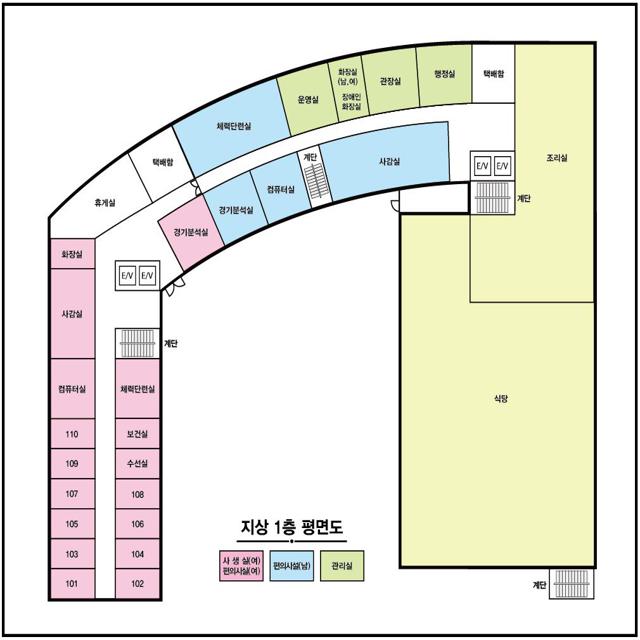 행정실
택배함
관장실
화장실
(남,여)
장애인
화장실
운영실
체력단련실
택배함
휴게실
조리실
E/V
E/V
계단
사감실
계단
컴퓨터실
경기분석실
경기분석실
화장실
E/V
E/V
사감실
계단
컴퓨터실
체력단련실
식당
110
보건실
109
수선실
107
108
105
106
103
104
101
102
지상 1층 평면도
사 생 실(여)
편의사실(여)
편의시설(남)
관리실
계단